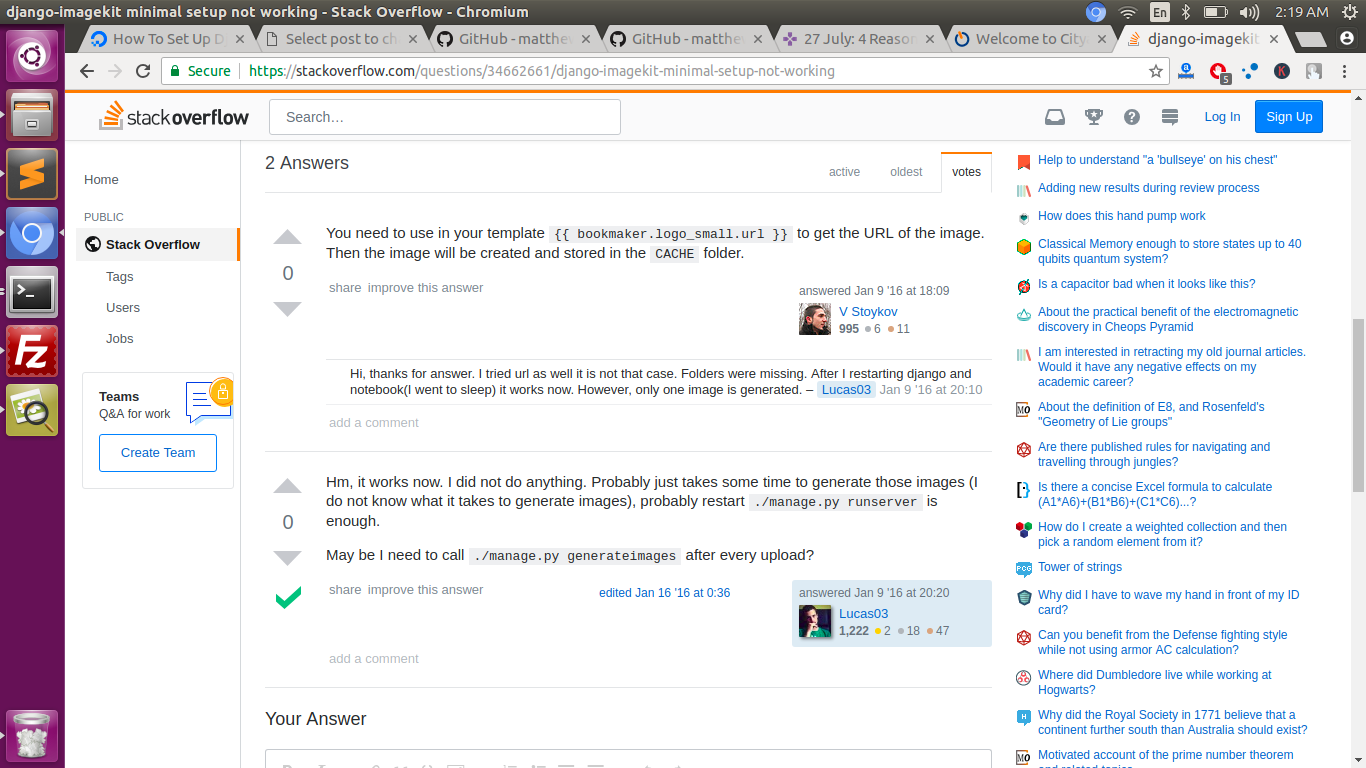 django-imagekit minimal setup not working - Stack Overflow - Chromium
En
2:19 AM
How To Set Up Dj
Select post to ch
GitHub - matthew
GitHub - matthew
27 July: 4 Reason
Welcome to City
django-imagekit
Secure
https://stackoverflow.com/questions/34662661/django-imagekit-minimal-setup-not-working
5
K
stackoverflow
Search…
Log In
Sign Up
Home
PUBLIC
Stack Overflow
Tags
Users
Jobs
Teams
Q&A for work
Create Team
2 Answers
active
oldest
votes
0
You need to use in your template {{ bookmaker.logo_small.url }} to get the URL of the image.
Then the image will be created and stored in the CACHE folder.
share improve this answer
answered Jan 9 '16 at 18:09
V Stoykov
995 6 11
Hi, thanks for answer. I tried url as well it is not that case. Folders were missing. After I restarting django and
notebook(I went to sleep) it works now. However, only one image is generated. – Lucas03 Jan 9 '16 at 20:10
add a comment
0
Hm, it works now. I did not do anything. Probably just takes some time to generate those images (I
do not know what it takes to generate images), probably restart ./manage.py runserver is
enough.
May be I need to call ./manage.py generateimages after every upload?
share improve this answer
edited Jan 16 '16 at 0:36
answered Jan 9 '16 at 20:20
Lucas03
1,222 2 18 47
add a comment
Your Answer
Help to understand "a 'bullseye' on his chest"
Adding new results during review process
How does this hand pump work
Classical Memory enough to store states up to 40
qubits quantum system?
Is a capacitor bad when it looks like this?
About the practical benefit of the electromagnetic
discovery in Cheops Pyramid
I am interested in retracting my old journal articles.
Would it have any negative effects on my
academic career?
About the definition of E8, and Rosenfeld's
"Geometry of Lie groups"
Are there published rules for navigating and
travelling through jungles?
Is there a concise Excel formula to calculate
(A1*A6)+(B1*B6)+(C1*C6)...?
How do I create a weighted collection and then
pick a random element from it?
Tower of strings
Why did I have to wave my hand in front of my ID
card?
Can you benefit from the Defense fighting style
while not using armor AC calculation?
Where did Dumbledore live while working at
Hogwarts?
Why did the Royal Society in 1771 believe that a
continent further south than Australia should exist?
Motivated account of the prime number theorem
and related topics